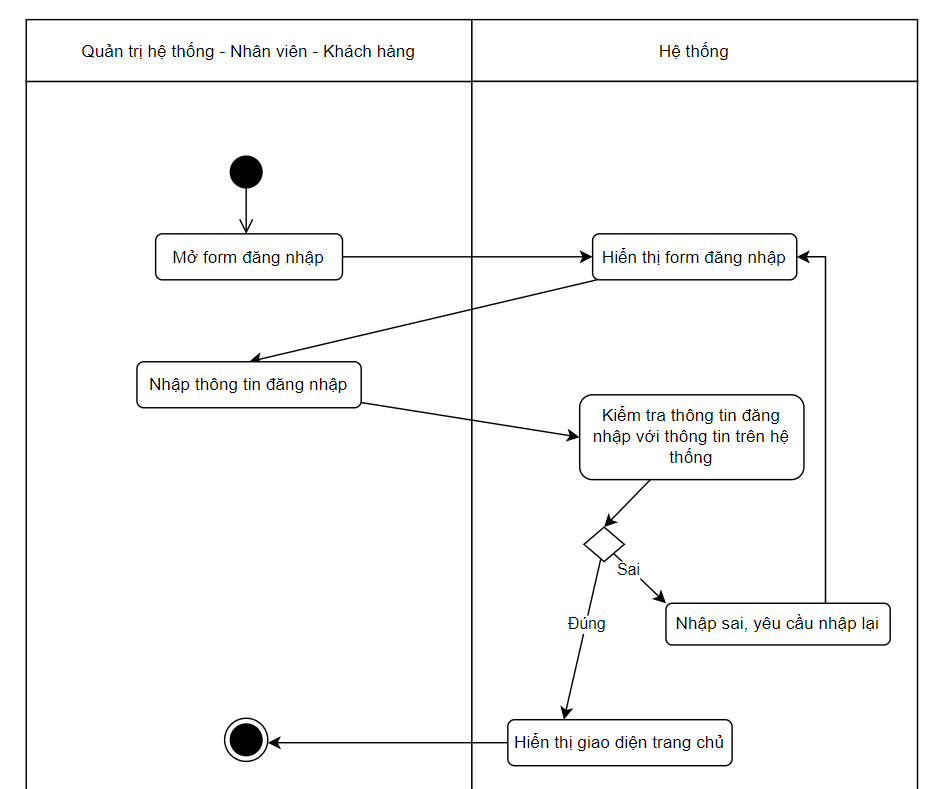 Quản trị hệ thống - Nhân viên - Khách hàng
Hệ thống
Mở form đăng nhập
Hiển thị form đăng nhập
Nhập thông tin đăng nhập
Kiểm tra thông tin đăng
nhập với thông tin trên hệ
thống
Sai
Đúng
Nhập sai, yêu cầu nhập lại
Hiển thị giao diện trang chủ